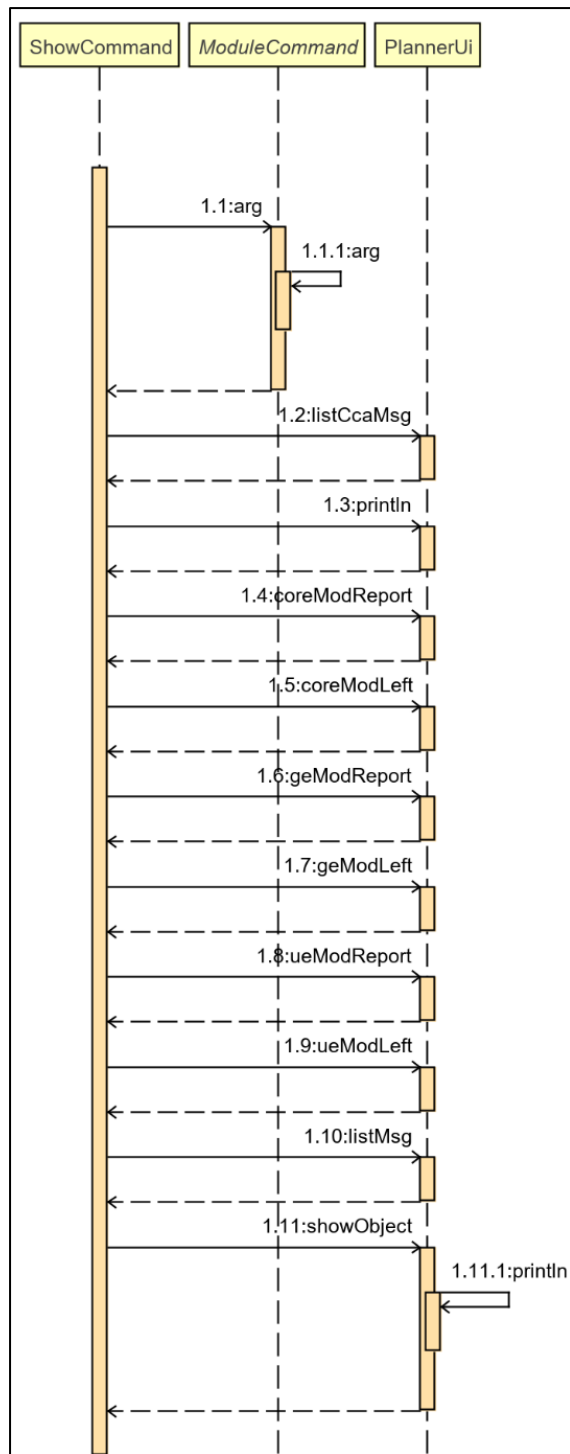 ShowCommand
ModuleCommand
PlannerUi
1.1:arg
1.1.1:arg
1.2:listCcaMsg
1.3:println
1.4:coreModReport
1.5:coreModLeft
1.6:geModReport
1.7:geModLeft
1.8:ueModReport
1.9:ueModLeft
1.10:listMsg
1.11:showObject
1.11.1:println